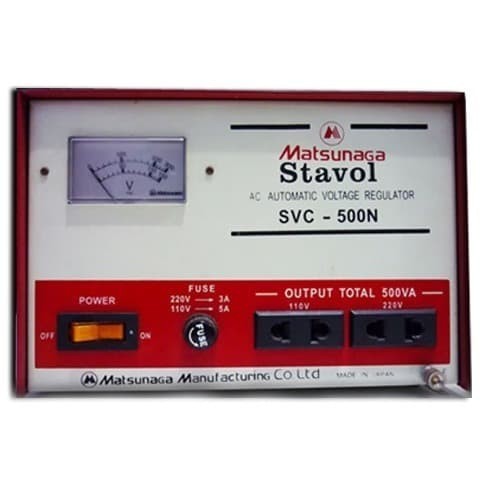 V
Matsunaga
Stavol
AC AUTOMATIC VOLTAGE REGULATOR
SVC - 500N
POWER
OFF
ON
FUSE
220V → 3A
110V → 5A
FUSE
OUTPUT TOTAL 500VA
110V 220V
Matsunaga Manufacturing Co Ltd MADE IN JAPAN